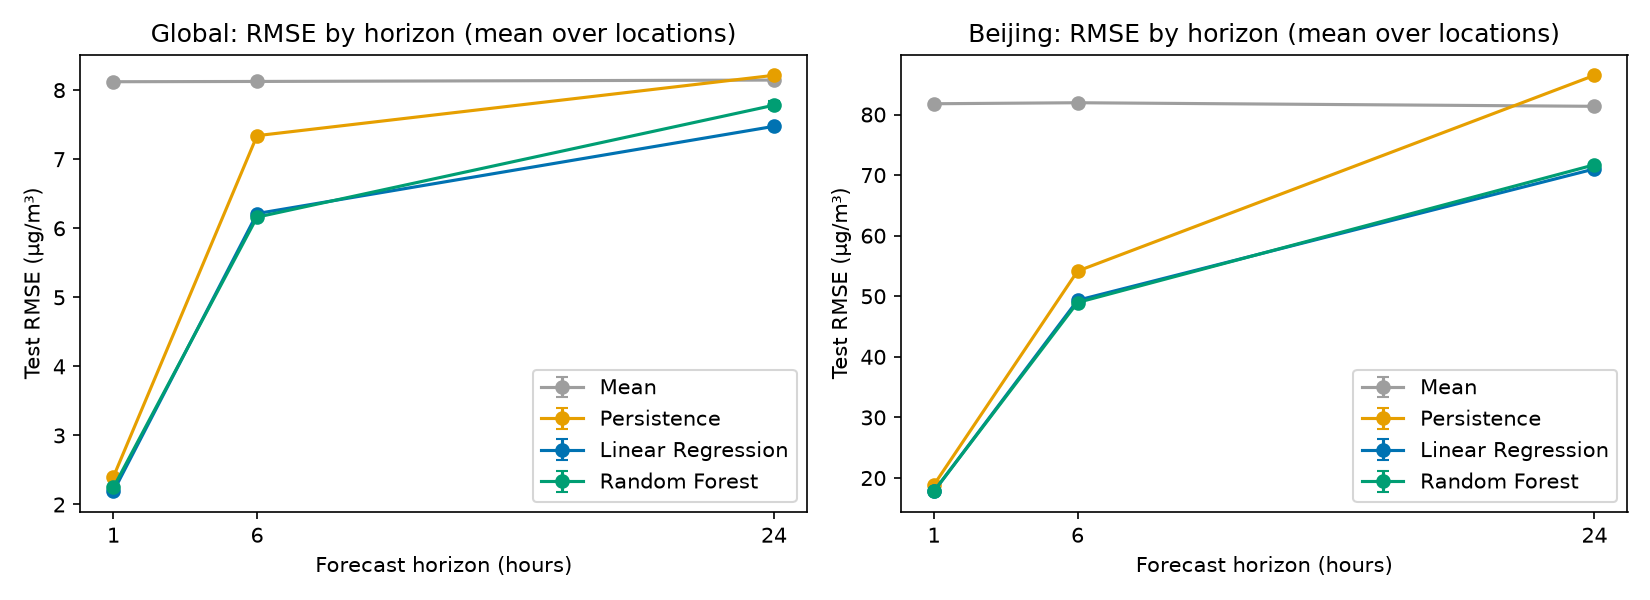 Global: RMSE by horizon (mean over locations)
Test RMSE (µg/m³)
8
7
6
5
4
3
2
1
6
24
Forecast horizon (hours)
Mean
Persistence
Linear Regression
Random Forest
Beijing: RMSE by horizon (mean over locations)
Test RMSE (µg/m³)
80
70
60
50
40
30
20
1
6
24
Forecast horizon (hours)
Mean
Persistence
Linear Regression
Random Forest